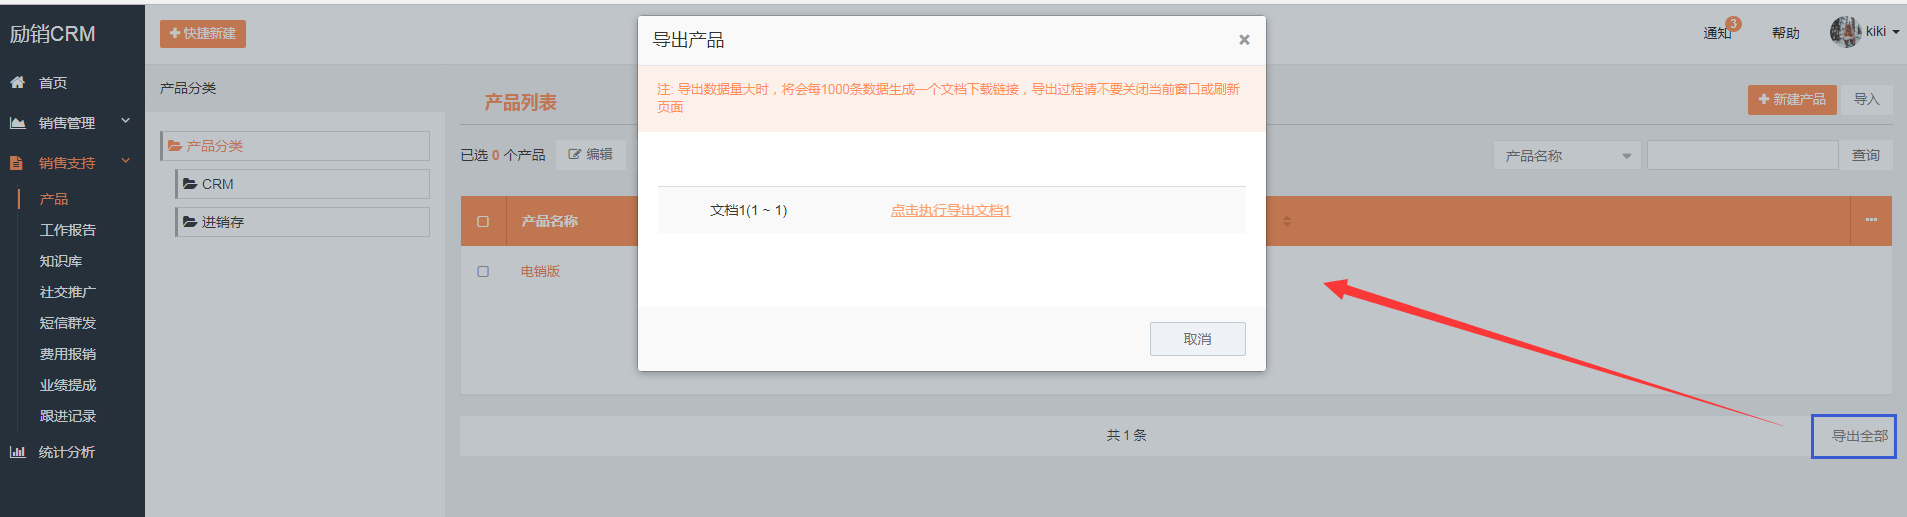 励销CRM
快捷新建
通知
3
帮助
kiki
首页
销售管理
销售支持
产品
工作报告
知识库
社交推广
短信群发
费用报销
业绩提成
跟进记录
统计分析
产品分类
产品分类
CRM
进销存
产品列表
新建产品
导入
已选 0 个产品
编辑
产品名称
查询
产品名称
电销版
共 1 条
导出全部
导出产品
×
注: 导出数据量大时，将会每1000条数据生成一个文档下载链接，导出过程请不要关闭当前窗口或刷新
页面
文档1(1 ~ 1)
点击执行导出文档1
取消